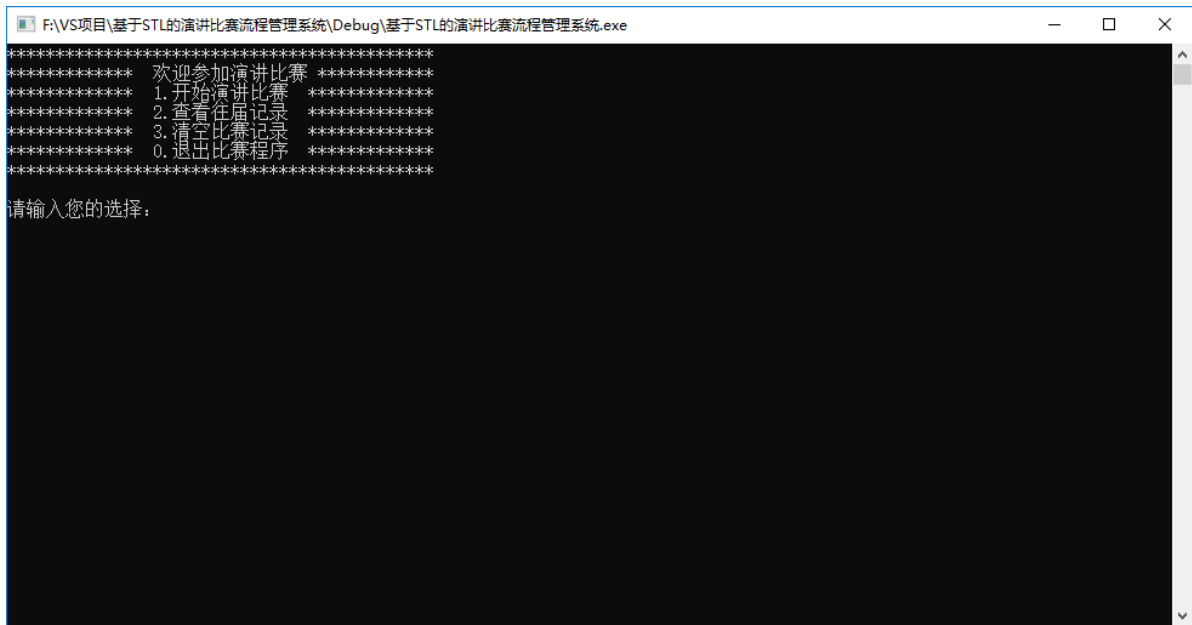 F:\VS项目\基于STL的演讲比赛流程管理系统\Debug\基于STL的演讲比赛流程管理系统.exe
********************************************
*************  欢迎参加演讲比赛 ************
*************  1.开始演讲比赛  *************
*************  2.查看往届记录  *************
*************  3.清空比赛记录  *************
*************  0.退出比赛程序  *************
********************************************
请输入您的选择：